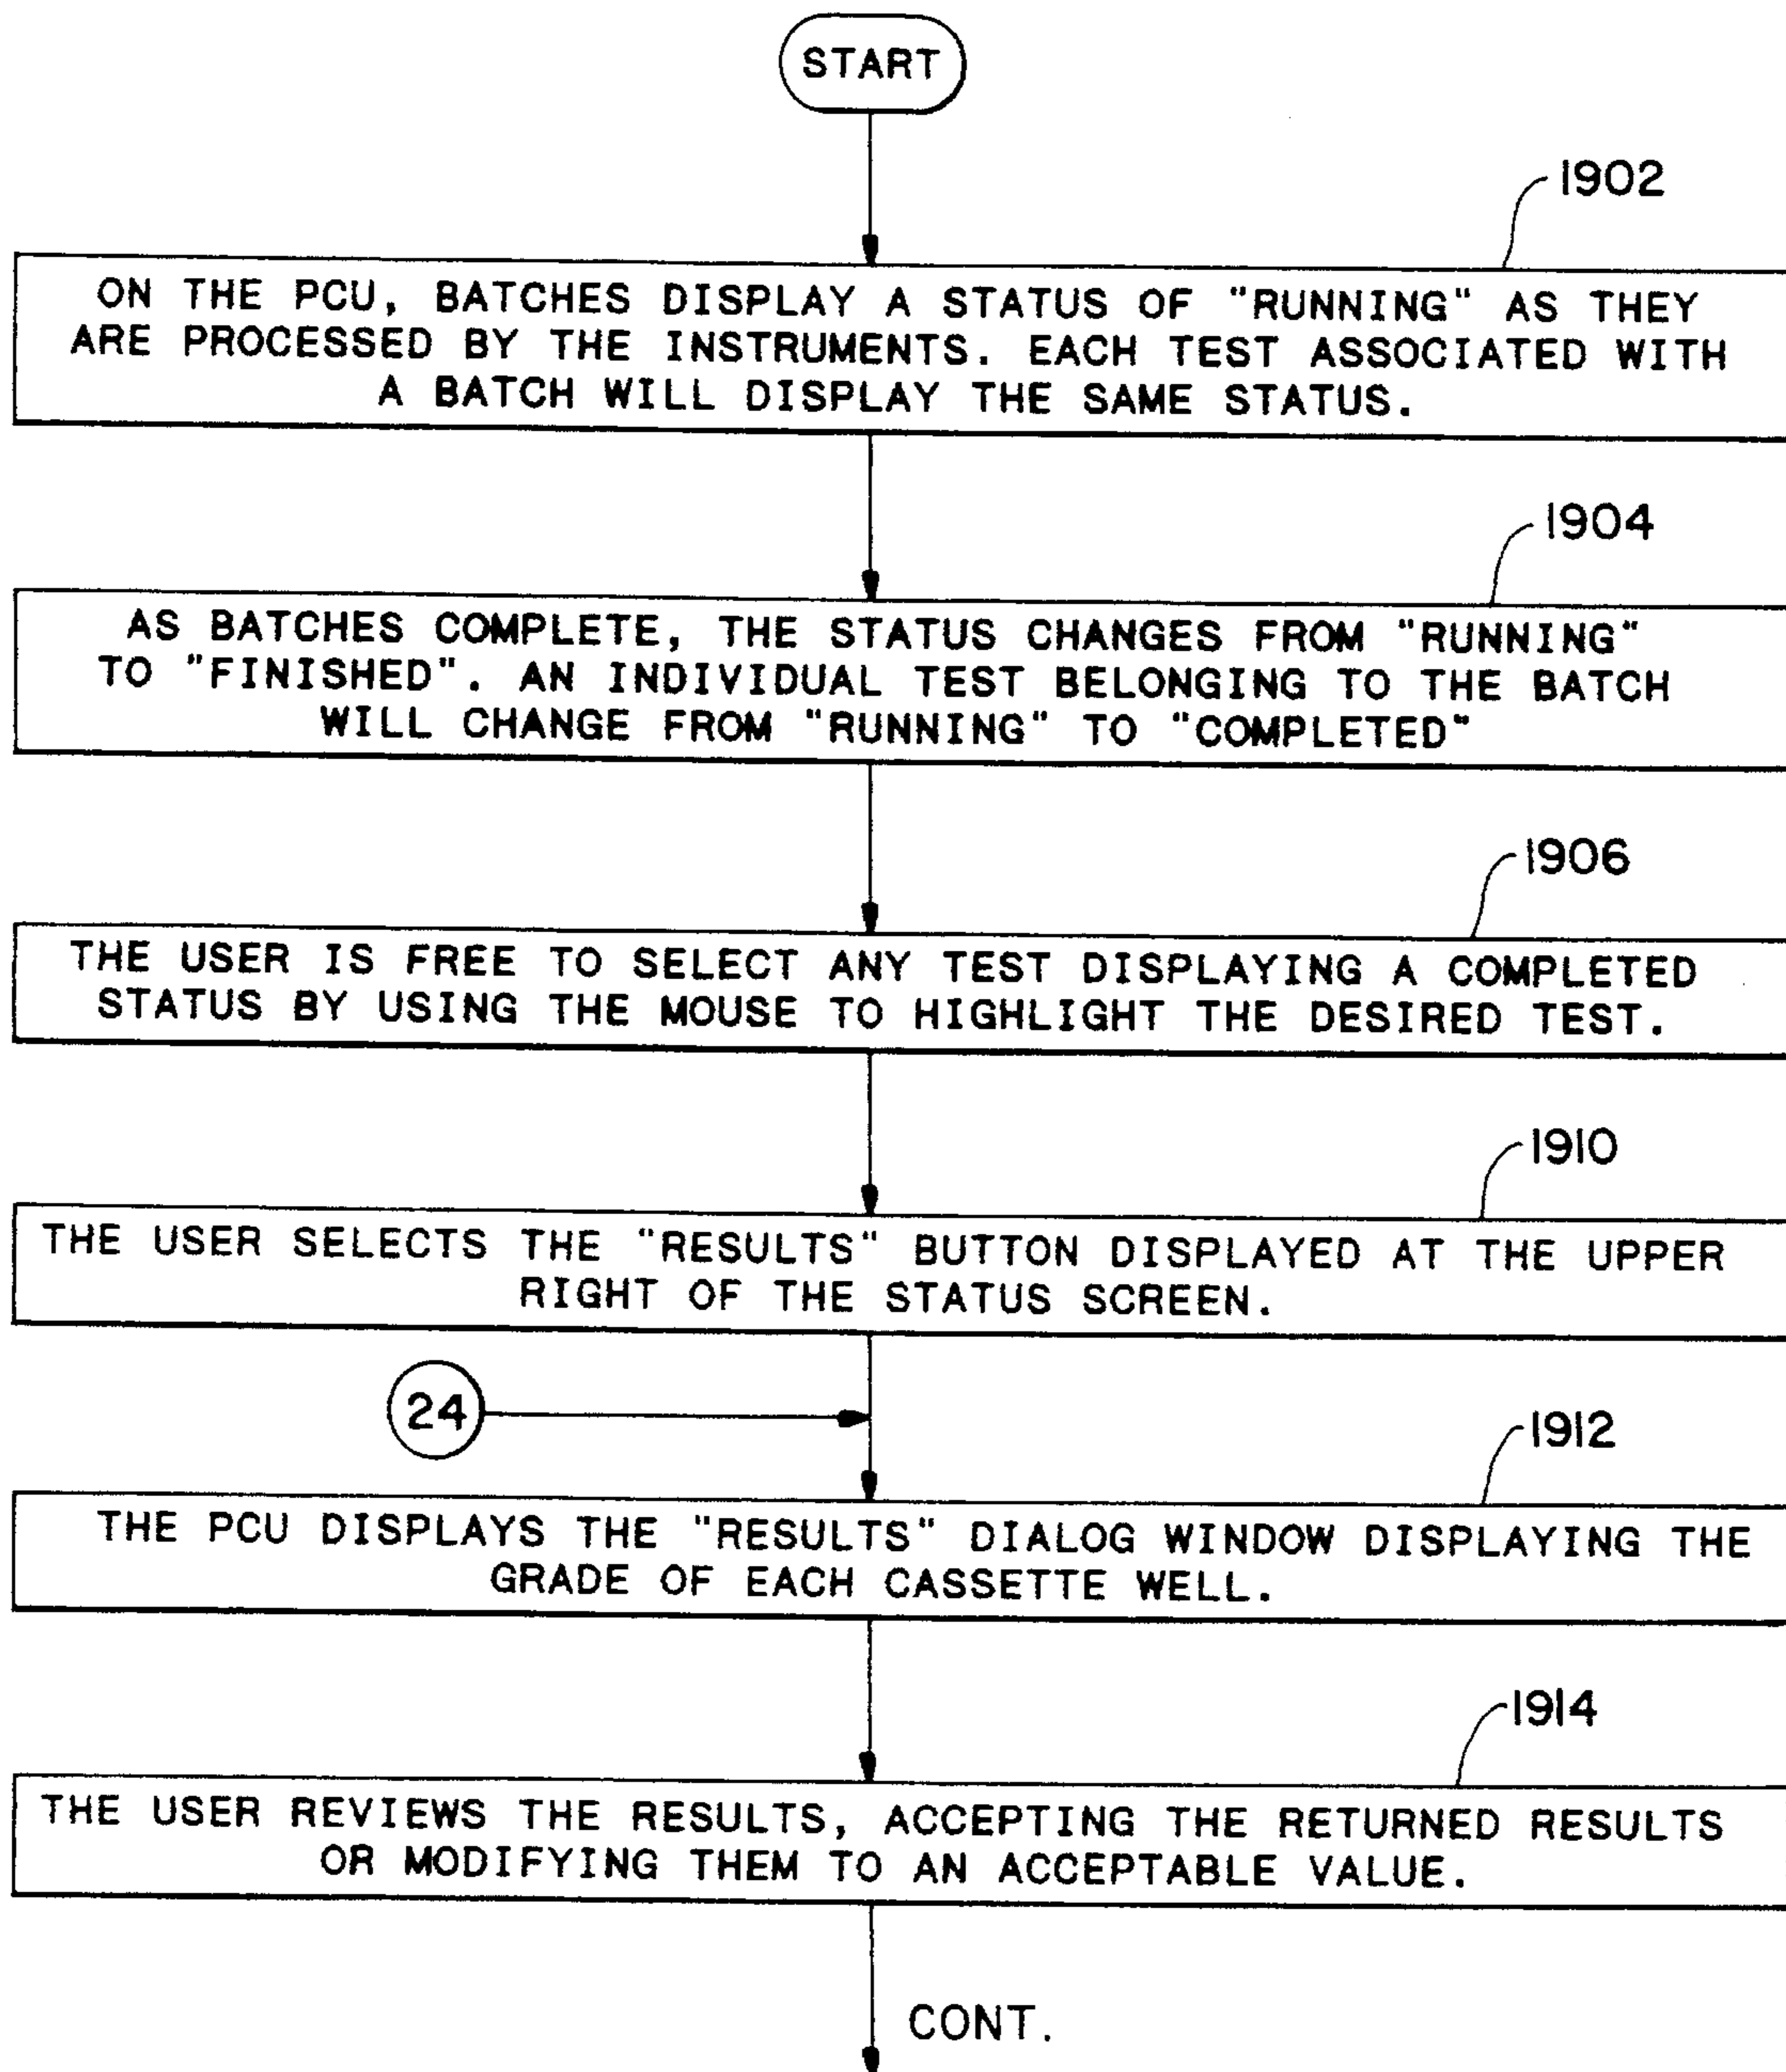 START
1902
ON THE PCU, BATCHES DISPLAY A STATUS OF "RUNNING" AS THEY
ARE PROCESSED BY THE INSTRUMENTS. EACH TEST ASSOCIATED WITH
A BATCH WILL DISPLAY THE SAME STATUS.
1904
AS BATCHES COMPLETE, THE STATUS CHANGES FROM "RUNNING"
TO "FINISHED". AN INDIVIDUAL TEST BELONGING TO THE BATCH
WILL CHANGE FROM "RUNNING" TO "COMPLETED"
1906
THE USER IS FREE TO SELECT ANY TEST DISPLAYING A COMPLETED
STATUS BY USING THE MOUSE TO HIGHLIGHT THE DESIRED TEST.
1910
THE USER SELECTS THE "RESULTS" BUTTON DISPLAYED AT THE UPPER
RIGHT OF THE STATUS SCREEN.
24
1912
THE PCU DISPLAYS THE "RESULTS" DIALOG WINDOW DISPLAYING THE
GRADE OF EACH CASSETTE WELL.
1914
THE USER REVIEWS THE RESULTS, ACCEPTING THE RETURNED RESULTS
OR MODIFYING THEM TO AN ACCEPTABLE VALUE.
CONT.